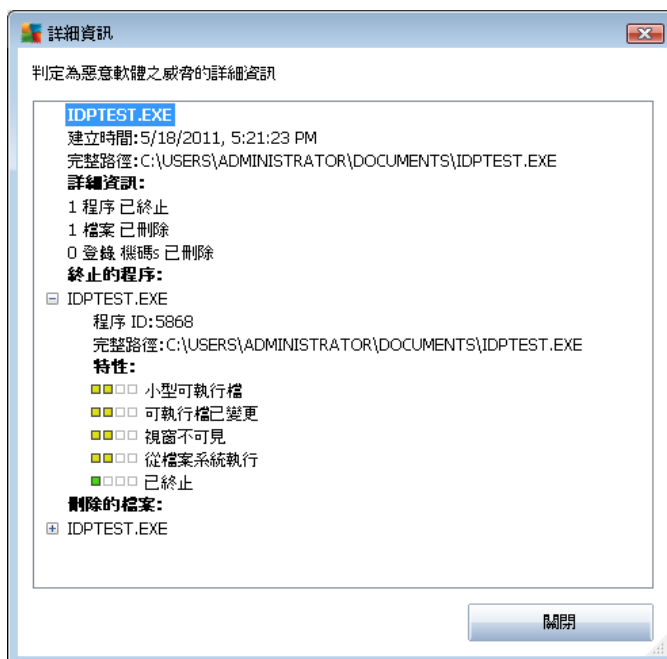 詳細資訊
判定為惡意軟體之威脅的詳細資訊
IDPTEST.EXE
建立時間:5/18/2011, 5:21:23 PM
完整路徑:C:\USERS\ADMINISTRATOR\DOCUMENTS\IDPTEST.EXE
詳細資訊:
1 程序 已終止
1 檔案 已刪除
0 登錄 機碼s 已刪除
終止的程序:
IDPTEST.EXE
程序 ID:5868
完整路徑:C:\USERS\ADMINISTRATOR\DOCUMENTS\IDPTEST.EXE
特性:
小型可執行檔
可執行檔已變更
視窗不可見
從檔案系統執行
已終止
刪除的檔案:
IDPTEST.EXE
關閉